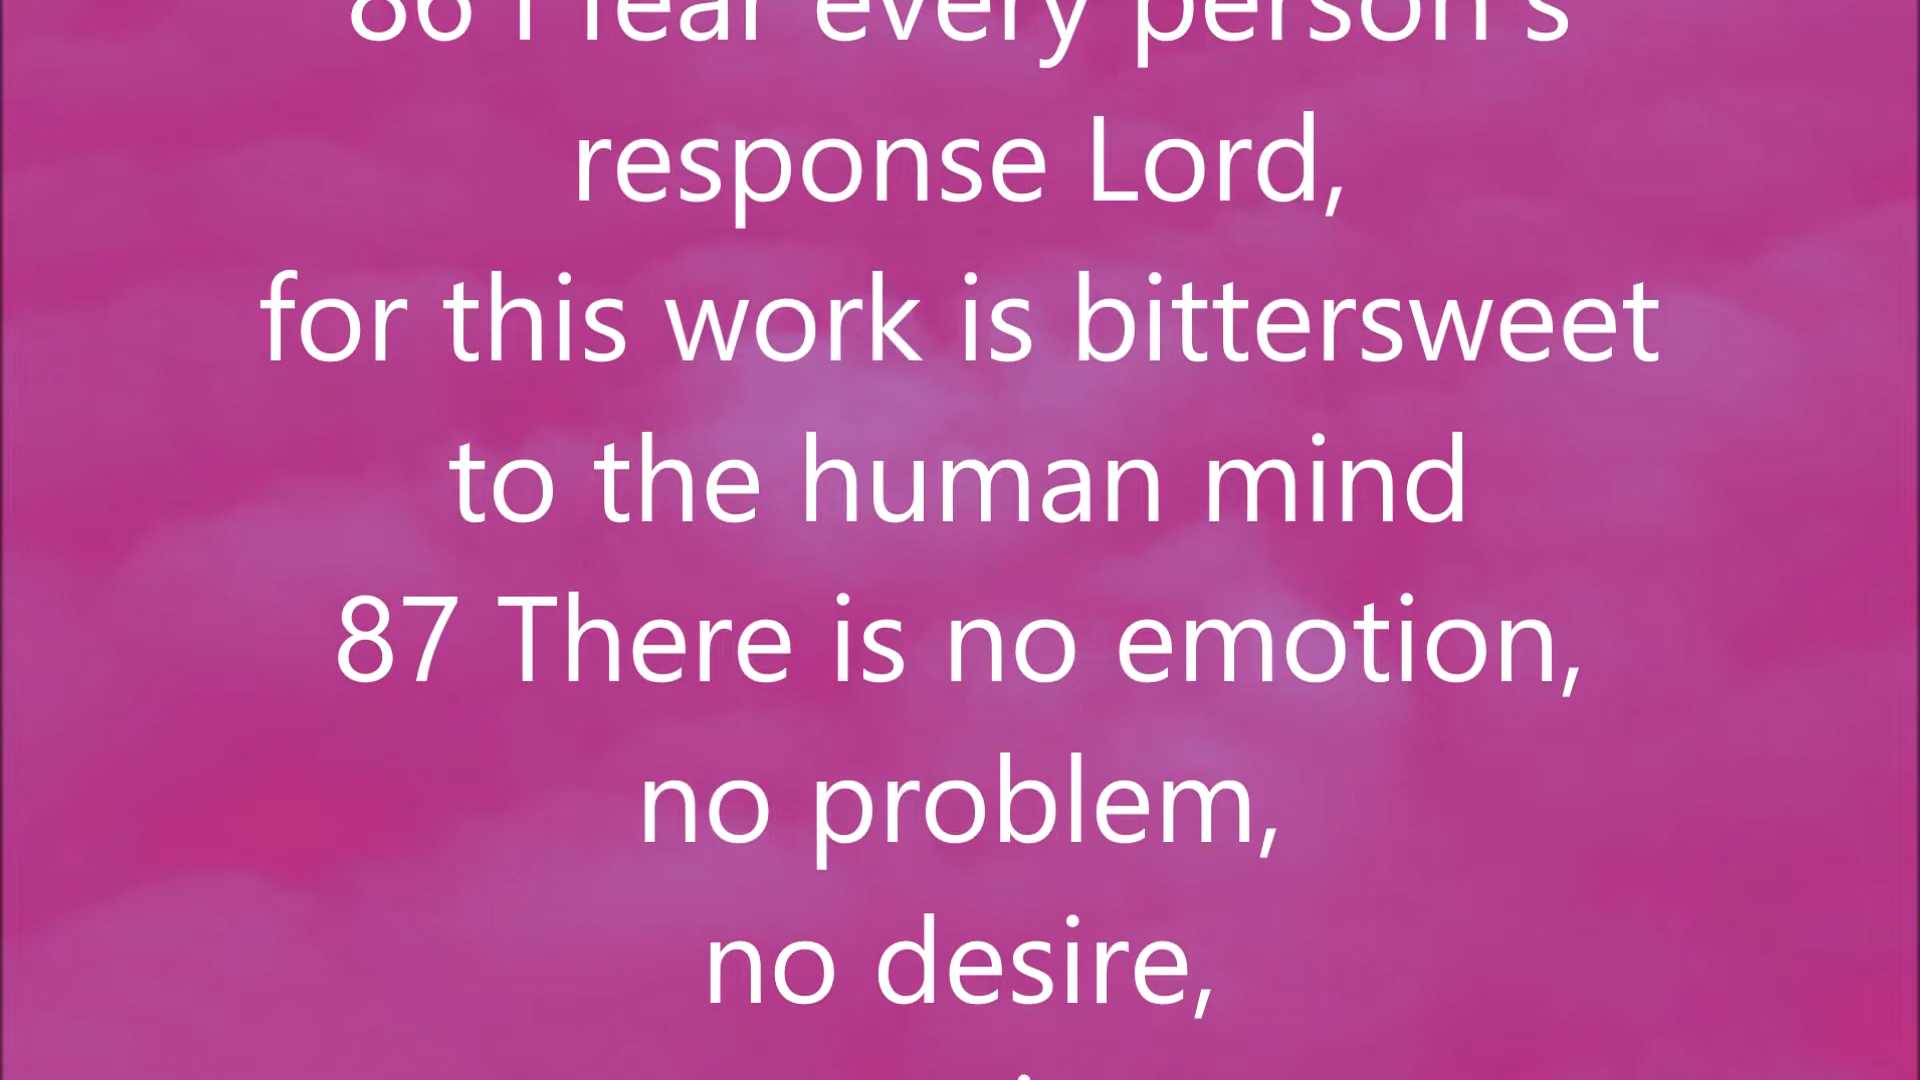 86 I fear every person's
response Lord,
for this work is bittersweet
to the human mind
87 There is no emotion,
no problem,
no desire,